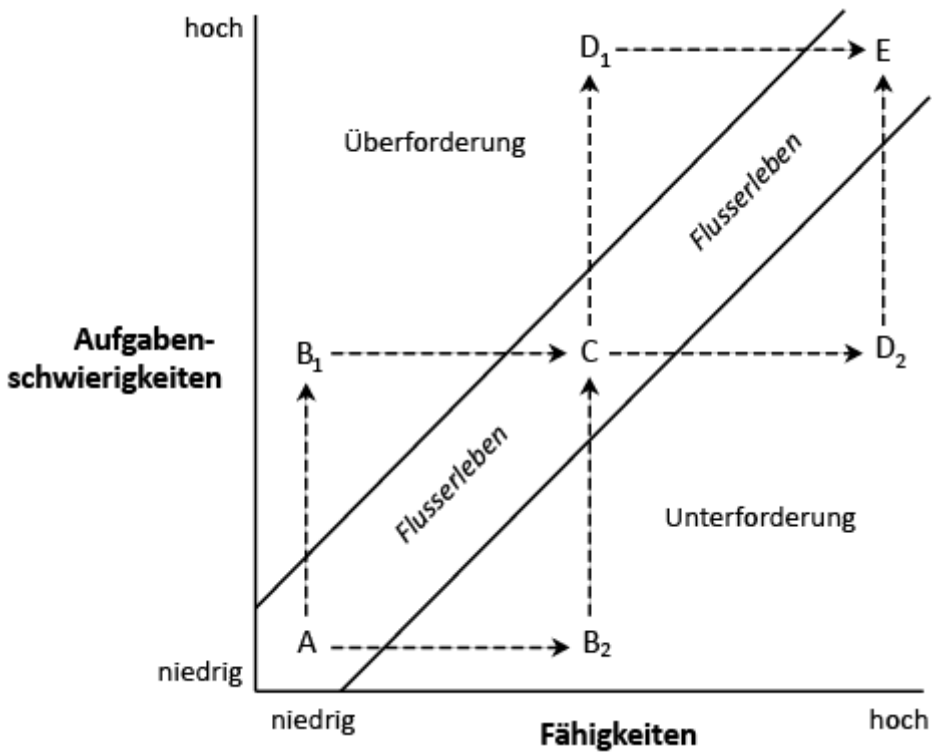 hoch
D₁
E
Überforderung
Flusserleben
Aufgaben-
schwierigkeiten
B₁
C
D₂
Flusserleben
Unterforderung
A
B₂
niedrig
niedrig
Fähigkeiten
hoch